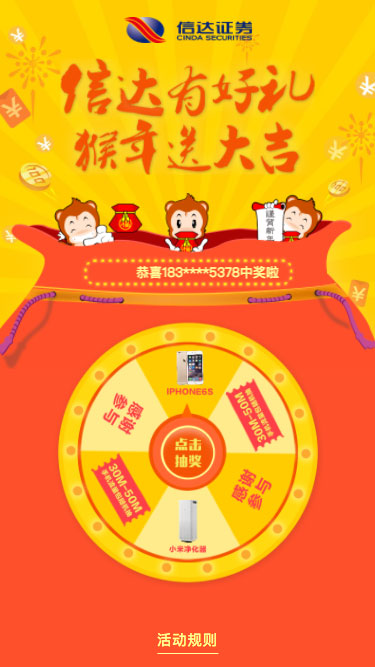 信达证券
CINDA SECURITIES
信达有好礼
猴年送大吉
恭喜183****5378中奖啦
IPHONE6S
感谢
参与
30M-50M
点击
抽奖
感谢
参与
30M-50M
小米净化器
活动规则